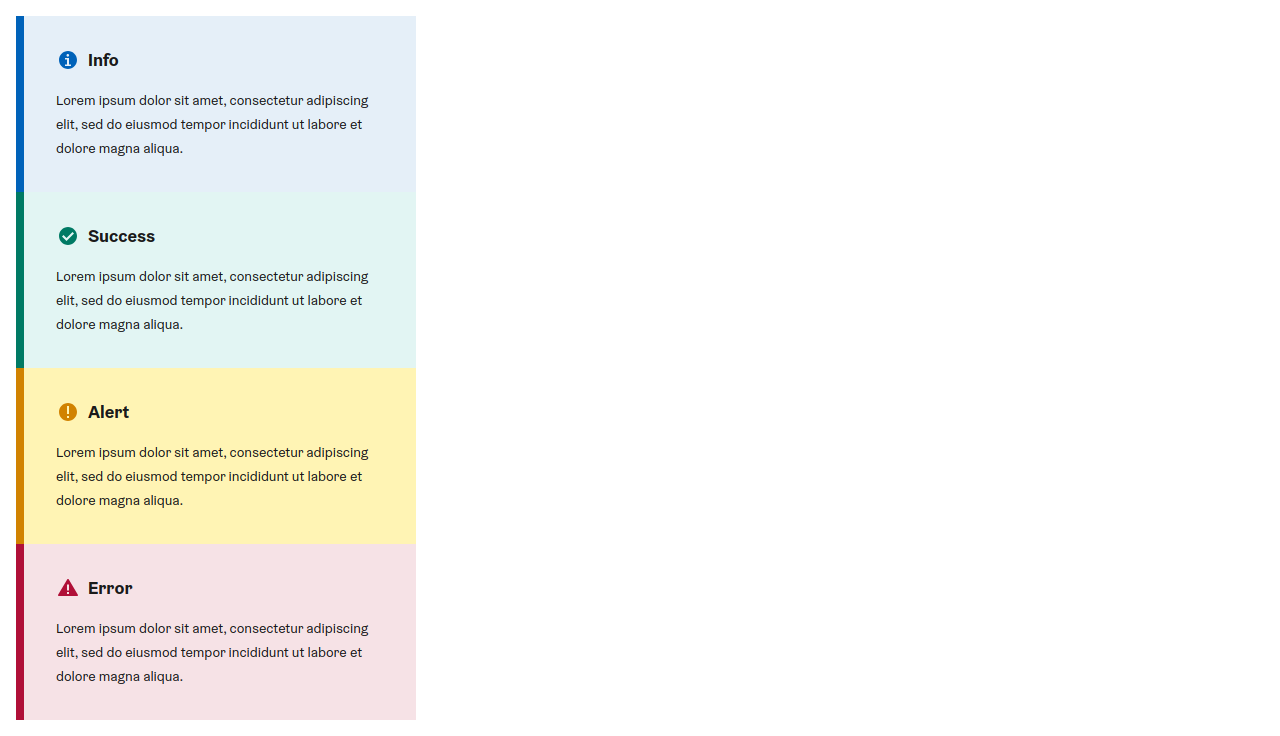 Info
Lorem ipsum dolor sit amet, consectetur adipiscing
elit, sed do eiusmod tempor incididunt ut labore et
dolore magna aliqua.
Success
Lorem ipsum dolor sit amet, consectetur adipiscing
elit, sed do eiusmod tempor incididunt ut labore et
dolore magna aliqua.
Alert
Lorem ipsum dolor sit amet, consectetur adipiscing
elit, sed do eiusmod tempor incididunt ut labore et
dolore magna aliqua.
Error
Lorem ipsum dolor sit amet, consectetur adipiscing
elit, sed do eiusmod tempor incididunt ut labore et
dolore magna aliqua.